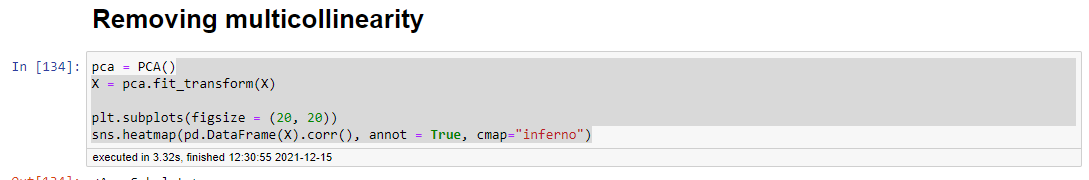 Removing multicollinearity
In [134]: pca = PCA()
X = pca.fit_transform(X)
plt.subplots(figsize = (20, 20))
sns.heatmap(pd.DataFrame(X).corr(), annot = True, cmap="inferno")
executed in 3.32s, finished 12:30:55 2021-12-15